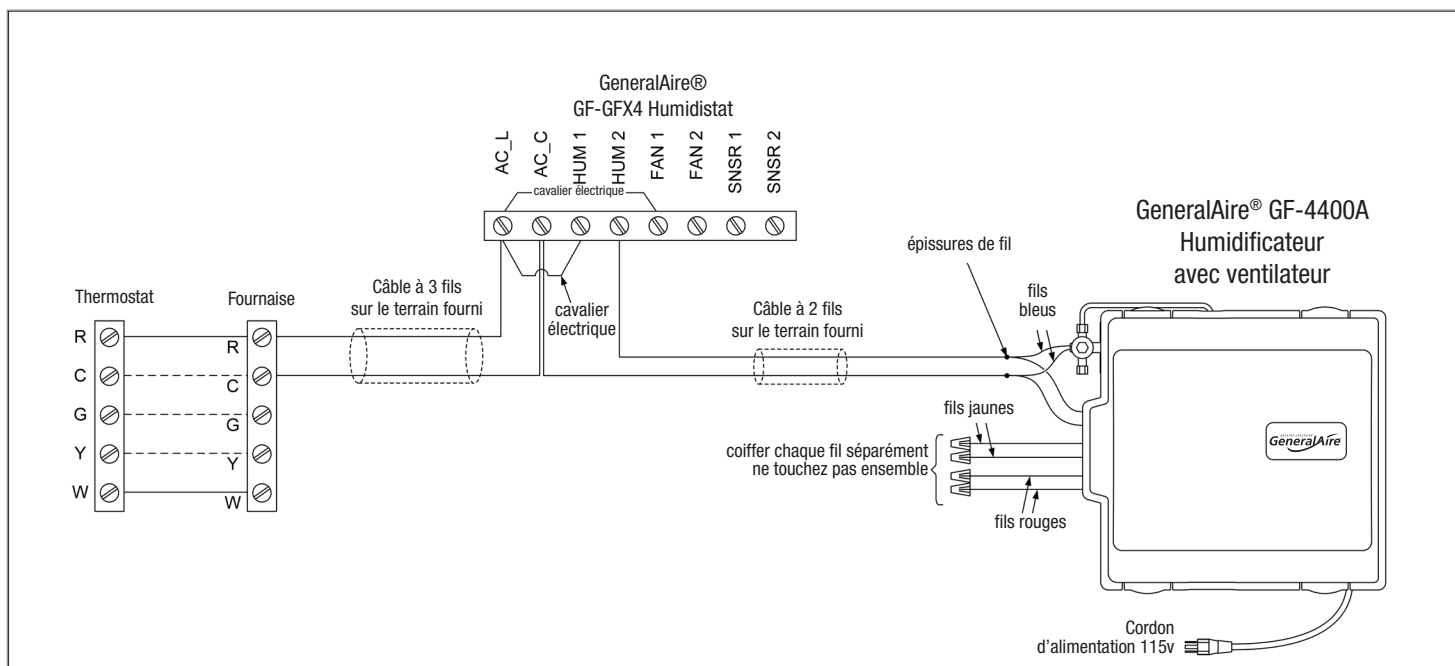 GeneralAire®
GF-GFX4 Humidistat
AC_L
AC_C
HUM 1
HUM 2
FAN 1
FAN 2
SNSR 1
SNSR 2
cavalier électrique
GeneralAire® GF-4400A
Humidificateur
avec ventilateur
épissures de fil
fils
bleus
Thermostat
Fournaise
Câble à 3 fils
sur le terrain fourni
cavalier
électrique
Câble à 2 fils
sur le terrain fourni
R
C
G
Y
W
R
C
G
Y
W
fils jaunes
coiffer chaque fil séparément
ne touchez pas ensemble
fils rouges
GeneralAire
Cordon
d'alimentation 115v